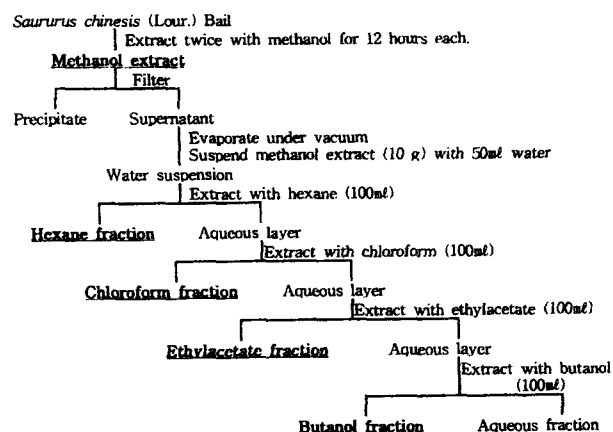 Saururus chinesis (Lour.) Bail
Extract twice with methanol for 12 hours each.
Methanol extract
Filter
Precipitate Supernatant
Evaporate under vacuum
Suspend methanol extract (10 g) with 50㎖ water
Water suspension
Extract with hexane (100㎖)
Hexane fraction Aqueous layer
Extract with chloroform (100㎖)
Chloroform fraction Aqueous layer
Extract with ethylacetate (100㎖)
Ethylacetate fraction Aqueous layer
Extract with butanol
(100㎖)
Butanol fraction Aqueous fraction